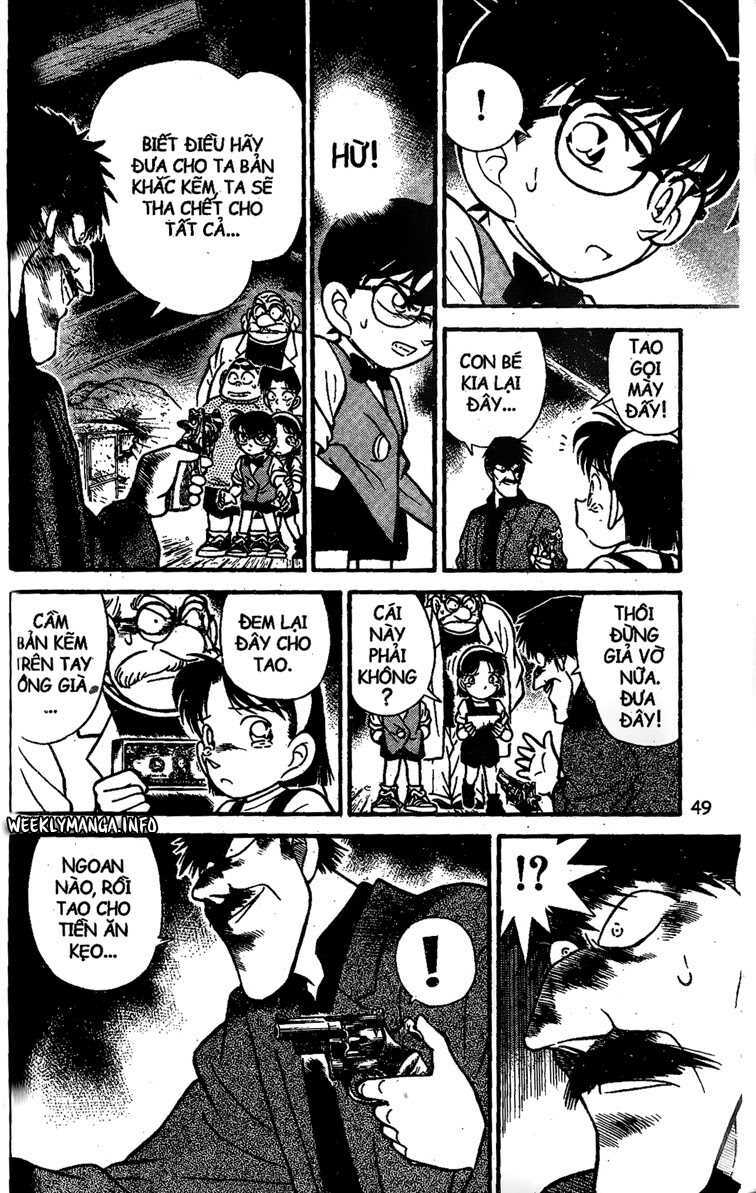 BIẾT ĐIỀU HÃY
ĐƯA CHO TA BẢN
KHẮC KẼM, TA SẼ
THA CHẾT CHO
TẤT CẢ...
HỪ!
!
CON BÉ
KIA LẠI
ĐÂY...
TAO
GỌI
MÀY
ĐẤY!
CẦM
BẢN KẼM
TRÊN TAY
ÔNG GIÀ
...
ĐEM LẠI
ĐÂY CHO
TAO.
CÁI
NÀY
PHẢI
KHÔNG
?
THÔI
ĐỪNG
GIẢ VỜ
NỮA.
ĐƯA
ĐÂY!
49
WEEKLYMANGA.INFO
NGOAN
NÀO, RỒI
TAO CHO
TIỀN ĂN
KẸO...
!
!?